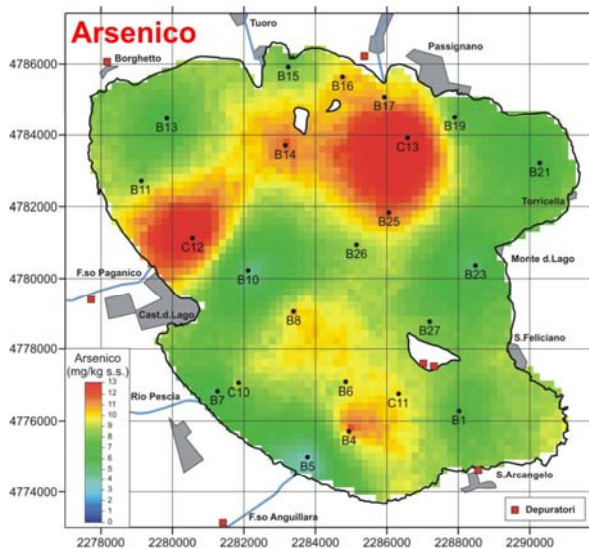 Arsenico
Tuoro
Borghetto
Passignano
4786000
4784000
4782000
4780000
4778000
4776000
4774000
B15
B16
B17
B13
B19
C13
B14
B21
B11
B25
Torricella
C12
B26
Monte d.Lago
F.so Paganico
B10
B23
Cast.d.Lago
B8
B27
S.Feliciano
Arsenico
(mg/kg s.s.)
13
12
11
10
9
8
7
6
5
4
3
2
1
0
Rio Pescia
B7
C10
B6
C11
B4
B1
B5
S.Arcangelo
F.so Anguillara
Depuratori
2278000 2280000 2282000 2284000 2286000 2288000 2290000